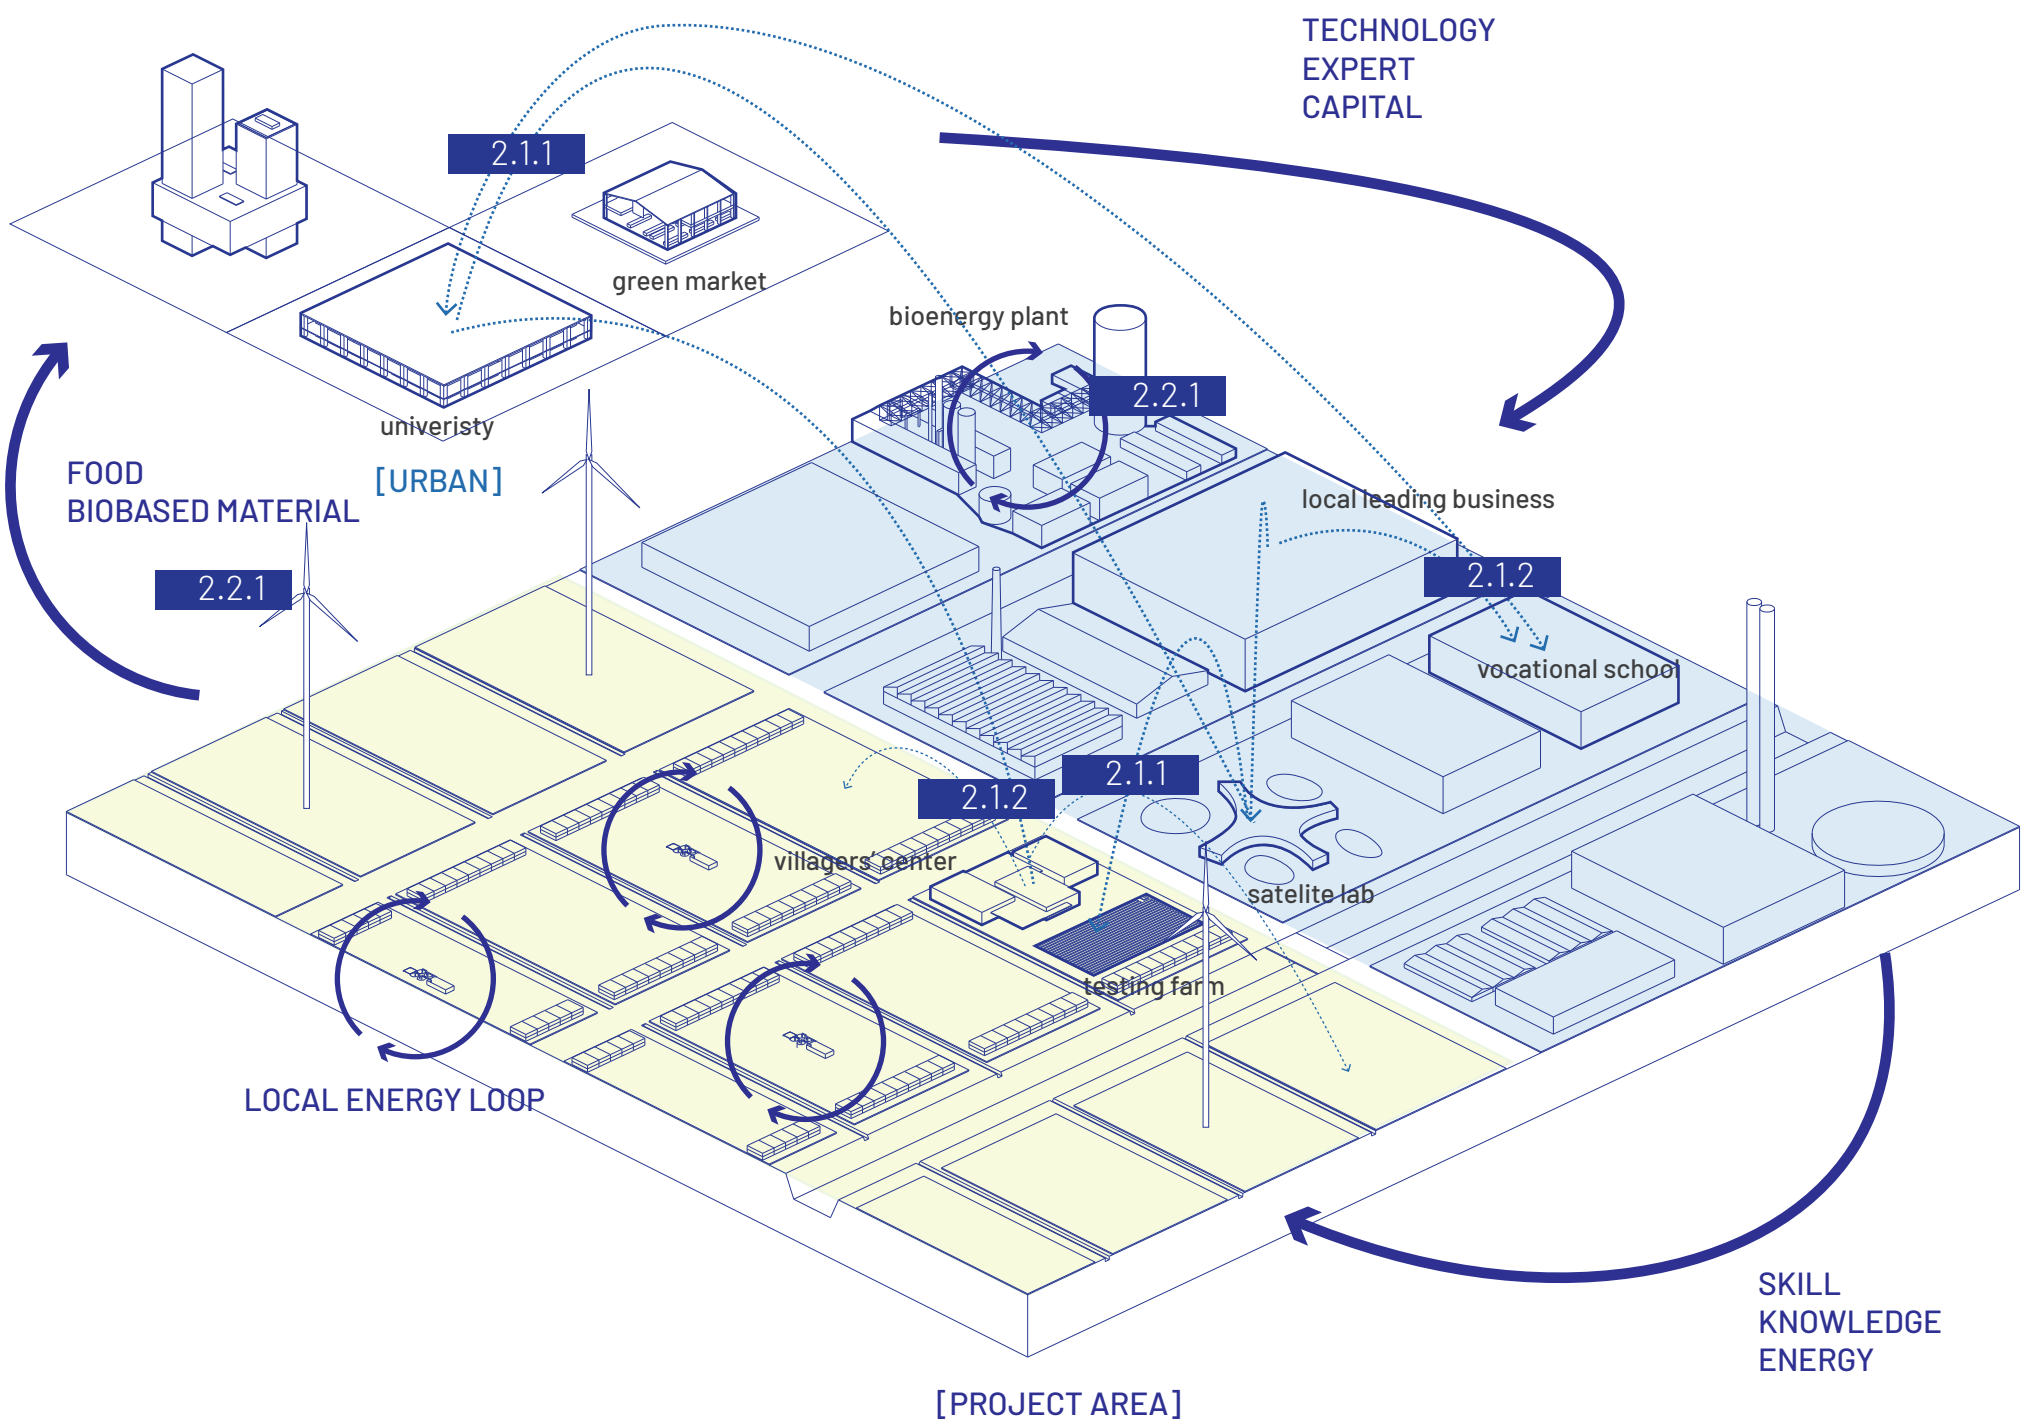 TECHNOLOGY
EXPERT
CAPITAL
2.1.1
green market
bioenergy plant
2.2.1
univeristy
[URBAN]
FOOD
BIOBASED MATERIAL
local leading business
2.1.2
2.2.1
vocational school
2.1.1
2.1.2
villagers' center
satelite lab
testing farm
LOCAL ENERGY LOOP
SKILL
KNOWLEDGE
ENERGY
[PROJECT AREA]